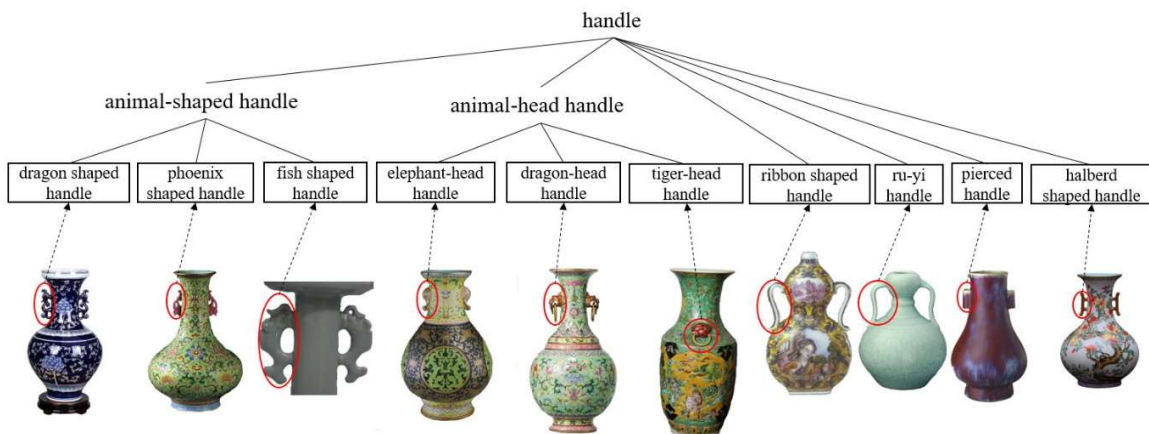 handle
animal-shaped handle
animal-head handle
dragon shaped
handle
phoenix
shaped handle
fish shaped
handle
elephant-head
handle
dragon-head
handle
tiger-head
handle
ribbon shaped
handle
ru-yi
handle
pierced
handle
halberd
shaped handle